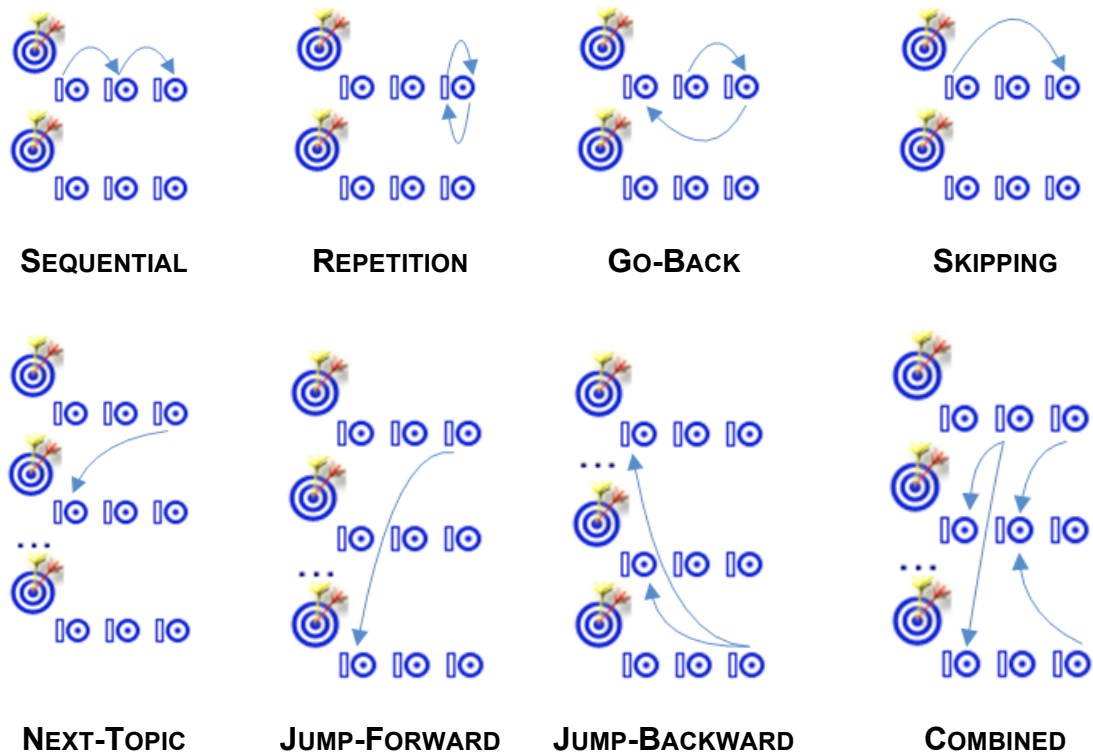 SEQUENTIAL REPETITION GO-BACK SKIPPING
...
...
...
...
NEXT-TOPIC JUMP-FORWARD JUMP-BACKWARD COMBINED